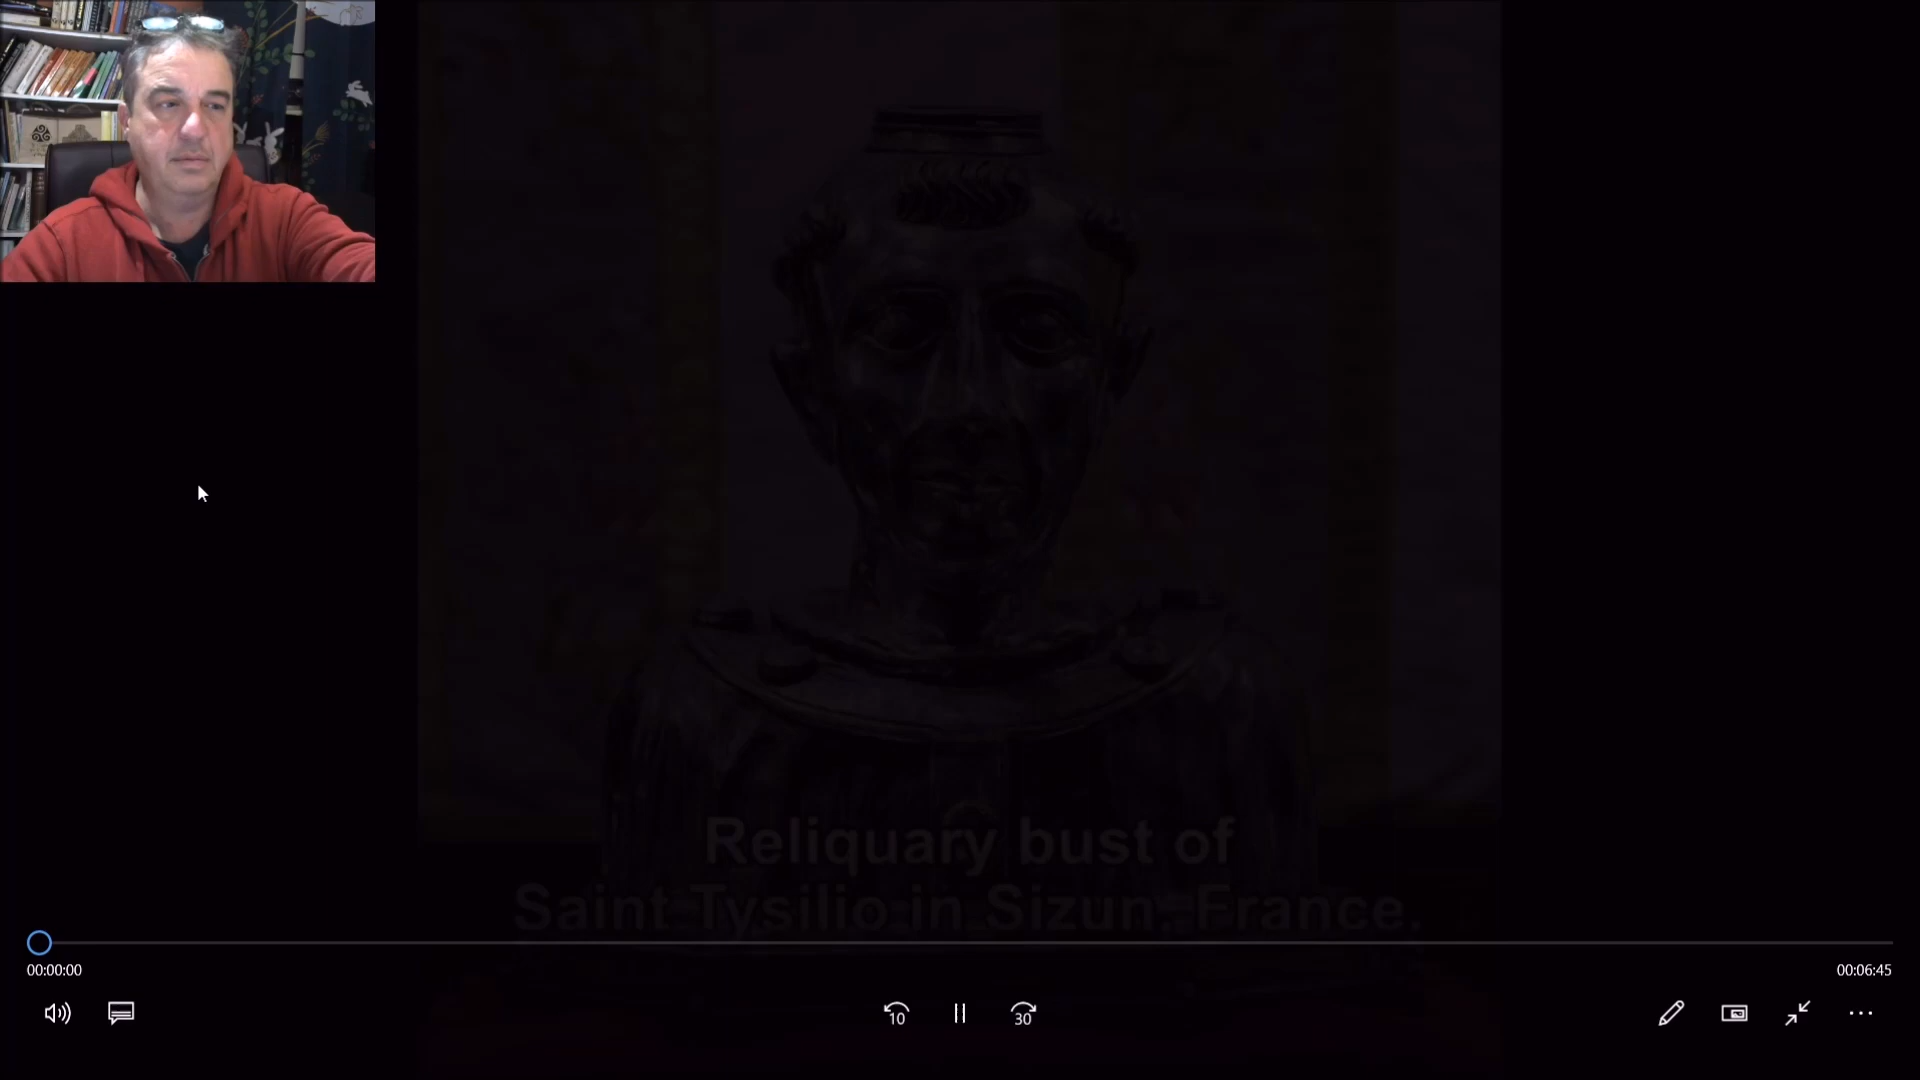 Reliquary bust of
Saint Tysilio in Sizun, France.
00:00:00
00:06:45
10
30